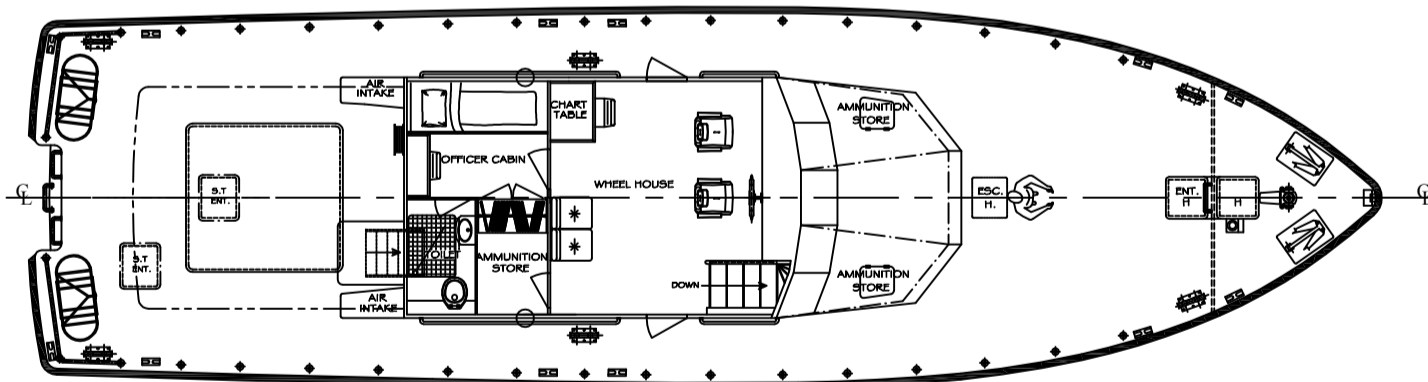 AIR
INTAKE
CHART
TABLE
AMMUNITION
STORE
OFFICER CABIN
WHEEL HOUSE
S.T
ENT.
ESC.
H.
ENT.
H
H
CL
CL
S.T
ENT.
TOILET
AMMUNITION
STORE
AMMUNITION
STORE
DOWN
AIR
INTAKE